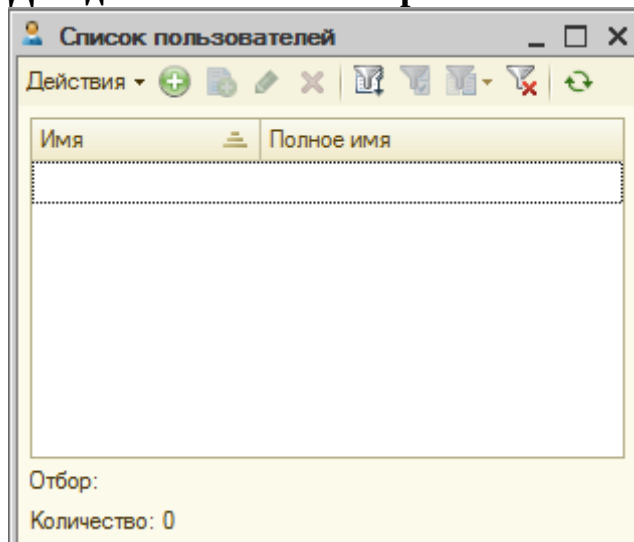 Список пользователей
Действия
Имя Полное имя
Отбор:
Количество: 0